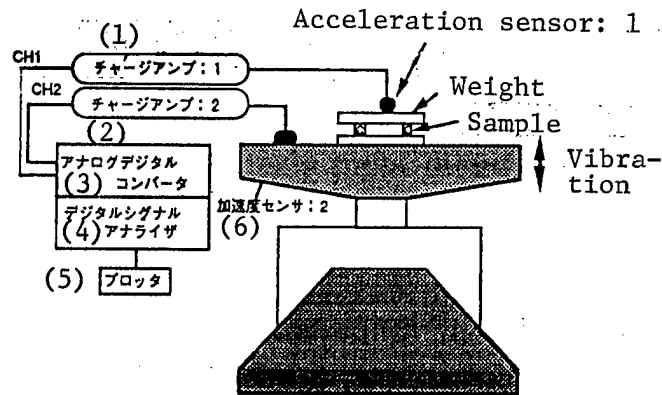 Acceleration sensor: 1
(1)
CH1
チャージアンプ:1
CH2
チャージアンプ:2
(2)
Weight
Sample
アナログデジタル
(3) コンバータ
Vibra-
tion
デジタルシグナル
(4) アナライザ
加速度センサ:2
(6)
(5) プロッタ